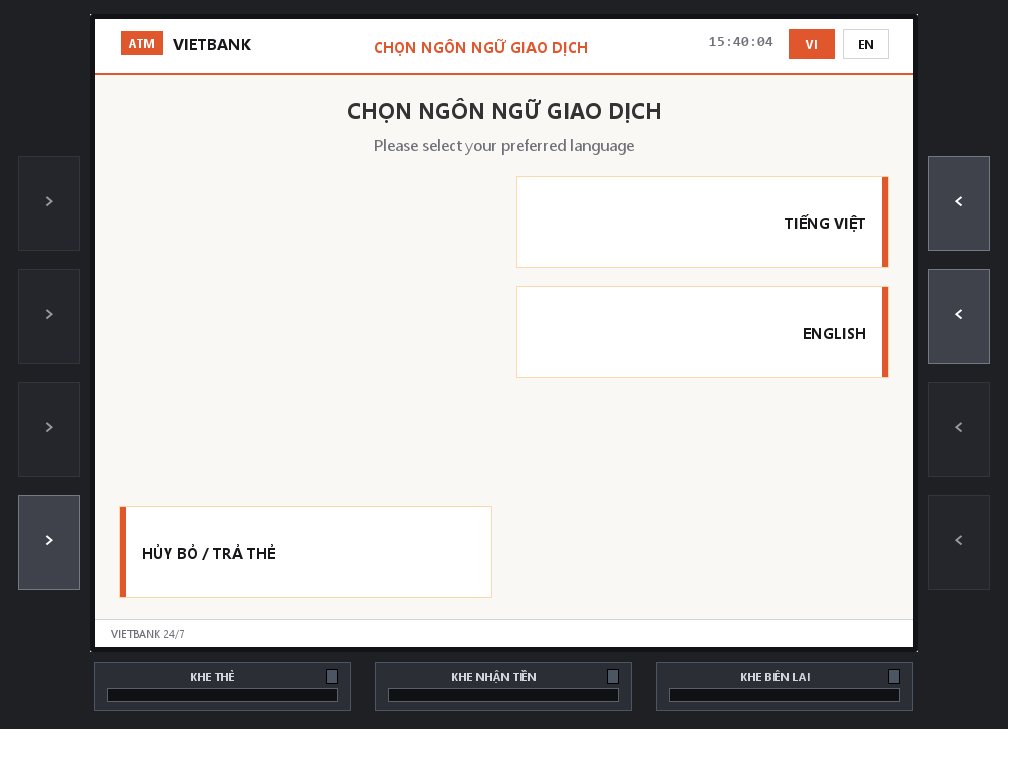 ATM VIETBANK
CHỌN NGÔN NGỮ GIAO DỊCH
15:40:04
VI
EN
CHỌN NGÔN NGỮ GIAO DỊCH
Please select your preferred language
TIẾNG VIỆT
ENGLISH
HỦY BỎ / TRẢ THẺ
VIETBANK 24/7
KHE THẺ
KHE NHẬN TIỀN
KHE BIÊN LAI